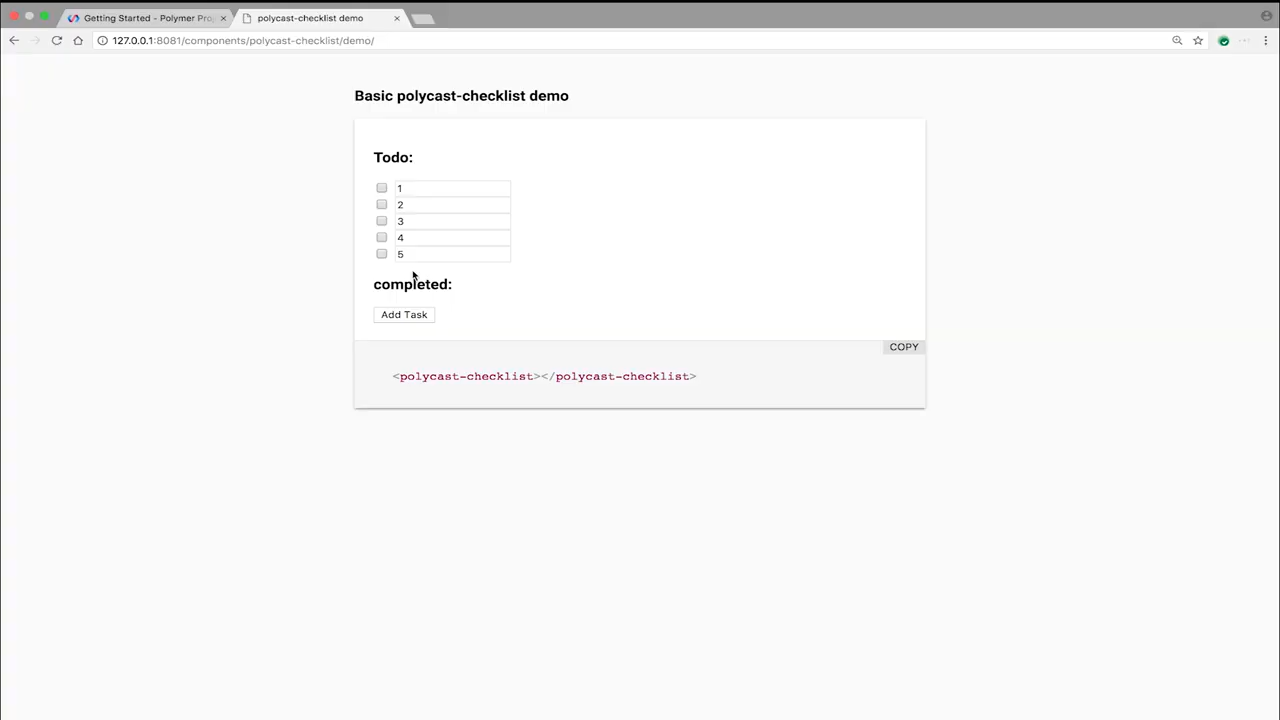 Getting Started - Polymer Pro
polycast-checklist demo
127.0.0.1:8081/components/polycast-checklist/demo/
Basic polycast-checklist demo
Todo:
1
2
3
4
5
completed:
Add Task
COPY
<polycast-checklist></polycast-checklist>